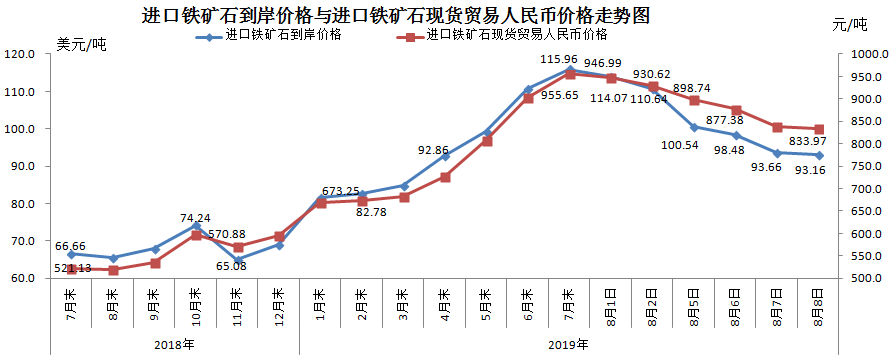 进口铁矿石到岸价格与进口铁矿石现货贸易人民币价格走势图
美元/吨
进口铁矿石到岸价格
进口铁矿石现货贸易人民币价格
元/吨
120.0
110.0
100.0
90.0
80.0
70.0
60.0
1000.0
950.0
900.0
850.0
800.0
750.0
700.0
650.0
600.0
550.0
500.0
66.66
521.13
74.24
570.88
65.08
673.25
82.78
92.86
115.96
955.65
946.99
114.07
930.62
110.64
898.74
100.54
877.38
98.48
93.66
833.97
93.16
7月末
8月末
9月末
10月末
11月末
12月末
1月末
2月末
3月末
4月末
5月末
6月末
7月末
8月1日
8月2日
8月5日
8月6日
8月7日
8月8日
2018年
2019年